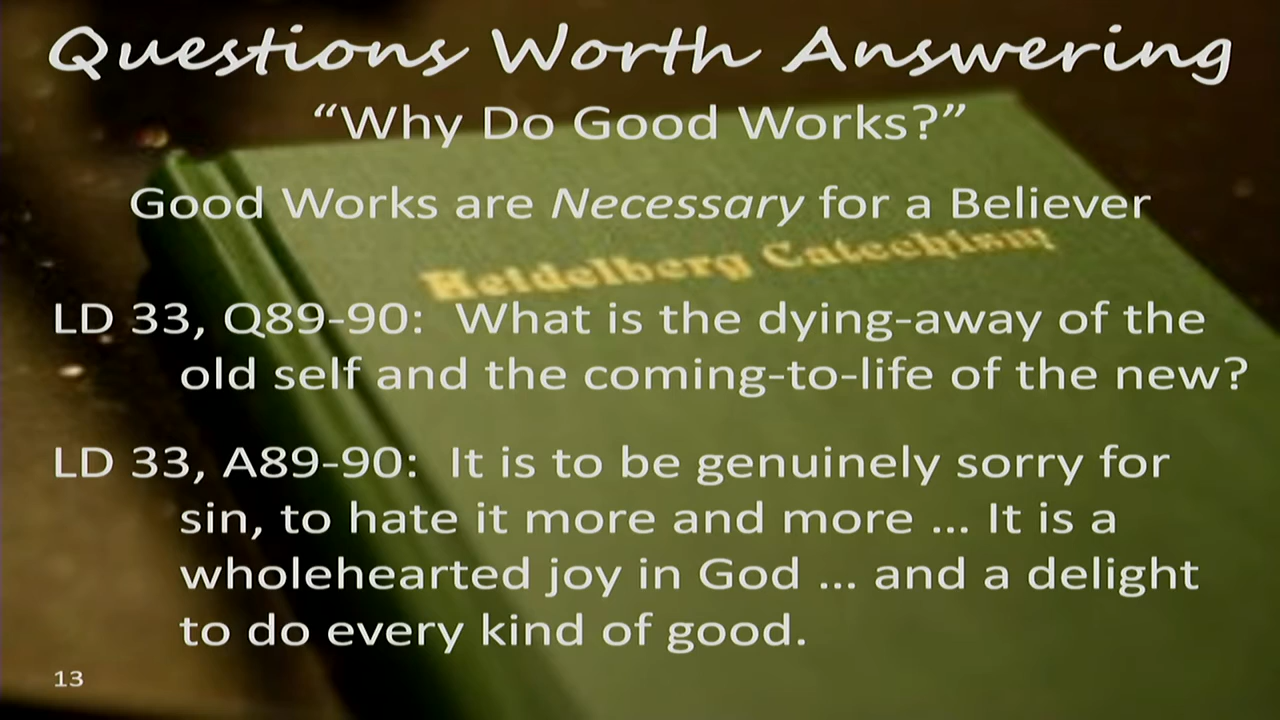 Questions Worth Answering
“Why Do Good Works?”
Good Works are Necessary for a Believer
Heidelberg Catechism
LD 33, Q89-90:  What is the dying-away of the
old self and the coming-to-life of the new?
LD 33, A89-90:  It is to be genuinely sorry for
sin, to hate it more and more ... It is a
wholehearted joy in God ... and a delight
to do every kind of good.
13